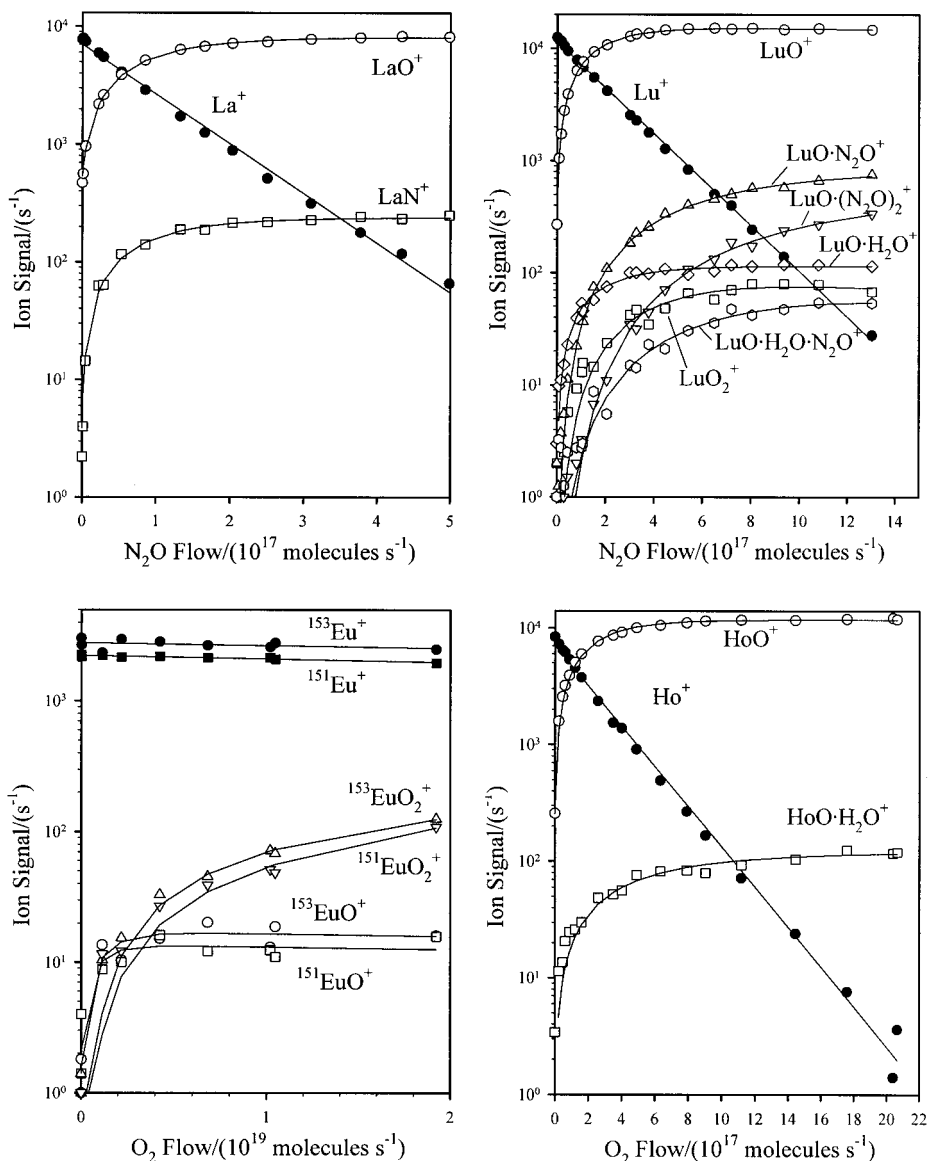 Ion Signal/(s⁻¹)
10⁴
10³
10²
10¹
10⁰
LaO⁺
La⁺
LaN⁺
0 1 2 3 4 5
N₂O Flow/(10¹⁷ molecules s⁻¹)
Ion Signal/(s⁻¹)
10⁴
10³
10²
10¹
10⁰
LuO⁺
Lu⁺
LuO·N₂O⁺
LuO·(N₂O)₂⁺
LuO·H₂O⁺
LuO·H₂O·N₂O⁺
LuO₂⁺
0 2 4 6 8 10 12 14
N₂O Flow/(10¹⁷ molecules s⁻¹)
Ion Signal/(s⁻¹)
10³
10²
10¹
10⁰
¹⁵³Eu⁺
¹⁵¹Eu⁺
¹⁵³EuO₂⁺
¹⁵¹EuO₂⁺
¹⁵³EuO⁺
¹⁵¹EuO⁺
0 1 2
O₂ Flow/(10¹⁹ molecules s⁻¹)
Ion Signal/(s⁻¹)
10⁴
10³
10²
10¹
10⁰
HoO⁺
Ho⁺
HoO·H₂O⁺
0 2 4 6 8 10 12 14 16 18 20 22
O₂ Flow/(10¹⁷ molecules s⁻¹)